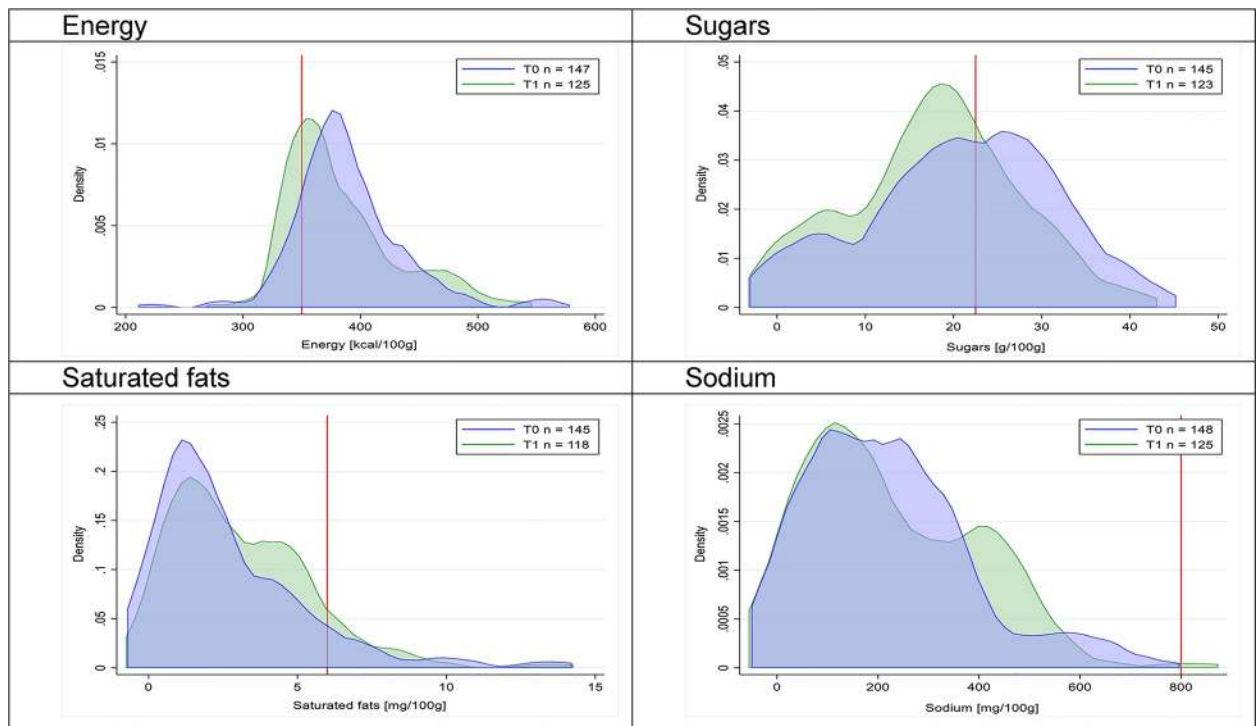 Energy
Sugars
.015
.01
.005
0
Density
T0 n = 147
T1 n = 125
200 300 400 500 600
Energy [kcal/100g]
.05
.04
.03
.02
.01
0
Density
T0 n = 145
T1 n = 123
0 10 20 30 40 50
Sugars [g/100g]
Saturated fats
Sodium
.25
.2
.15
.1
.05
0
Density
T0 n = 145
T1 n = 118
0 5 10 15
Saturated fats [mg/100g]
.0025
.002
.0015
.001
.0005
0
Density
T0 n = 148
T1 n = 125
0 200 400 600 800
Sodium [mg/100g]